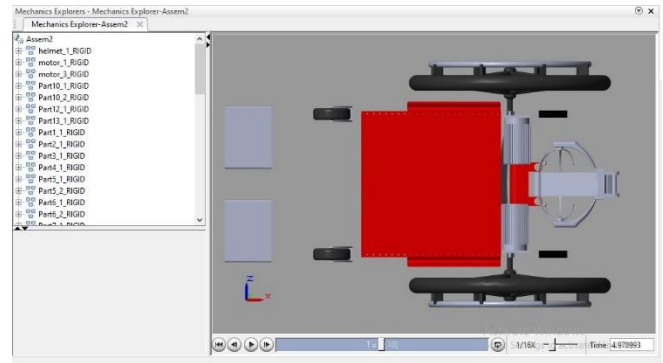 Mechanics Explorers - Mechanics Explorer-Assem2
Mechanics Explorer-Assem2
Assem2
helmet_1_RIGID
motor_1_RIGID
motor_3_RIGID
Part10_1_RIGID
Part10_2_RIGID
Part12_1_RIGID
Part13_1_RIGID
Part1_1_RIGID
Part2_1_RIGID
Part3_1_RIGID
Part4_1_RIGID
Part5_1_RIGID
Part5_2_RIGID
Part6_1_RIGID
Part6_2_RIGID
Part7_1_RIGID
Z
X
1/16X
Time 4.978993